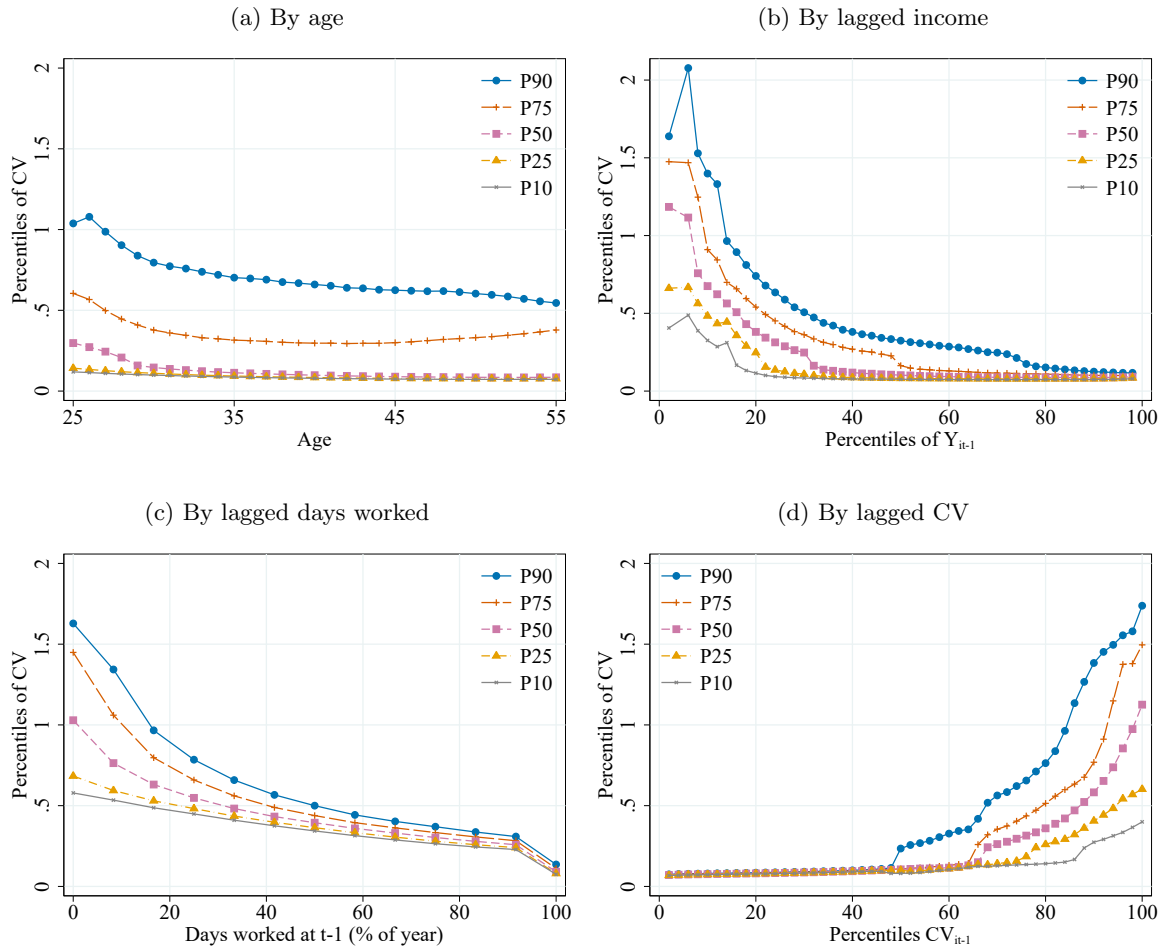 (a) By age
Percentiles of CV
2
1.5
1
.5
0
P90
P75
P50
P25
P10
25
35
45
55
Age
(b) By lagged income
Percentiles of CV
2
1.5
1
.5
0
P90
P75
P50
P25
P10
0
20
40
60
80
100
Percentiles of Y_it-1
(c) By lagged days worked
Percentiles of CV
2
1.5
1
.5
0
P90
P75
P50
P25
P10
0
20
40
60
80
100
Days worked at t-1 (% of year)
(d) By lagged CV
Percentiles of CV
2
1.5
1
.5
0
P90
P75
P50
P25
P10
0
20
40
60
80
100
Percentiles CV_it-1